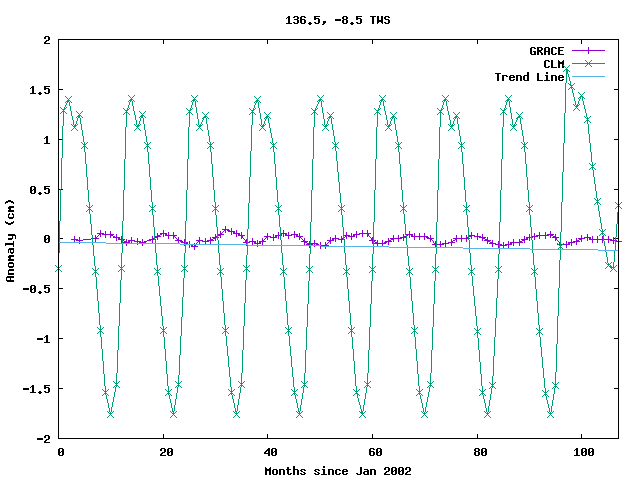 136.5, -8.5 TWS
GRACE
CLM
Trend Line
2
1.5
1
0.5
0
-0.5
-1
-1.5
-2
Anomaly (cm)
0 20 40 60 80 100
Months since Jan 2002